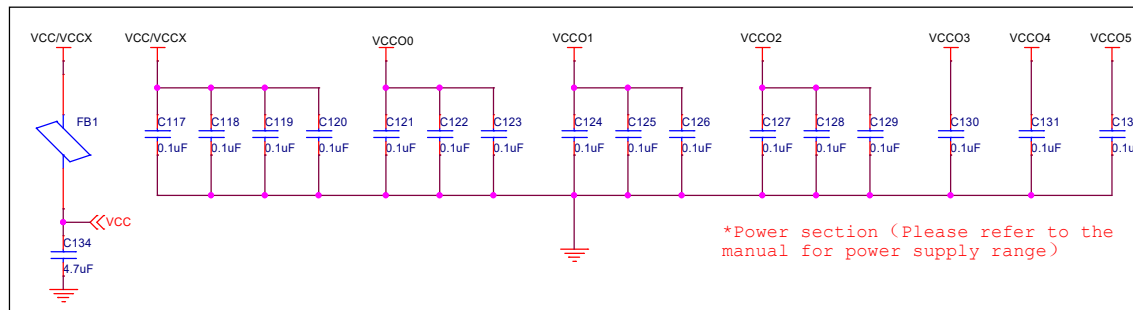 VCC/VCCX
VCC/VCCX
VCCO0
VCCO1
VCCO2
VCCO3
VCCO4
VCCO5
FB1
C117
0.1uF
C118
0.1uF
C119
0.1uF
C120
0.1uF
C121
0.1uF
C122
0.1uF
C123
0.1uF
C124
0.1uF
C125
0.1uF
C126
0.1uF
C127
0.1uF
C128
0.1uF
C129
0.1uF
C130
0.1uF
C131
0.1uF
VCC
C134
4.7uF
*Power section（Please refer to the
manual for power supply range）